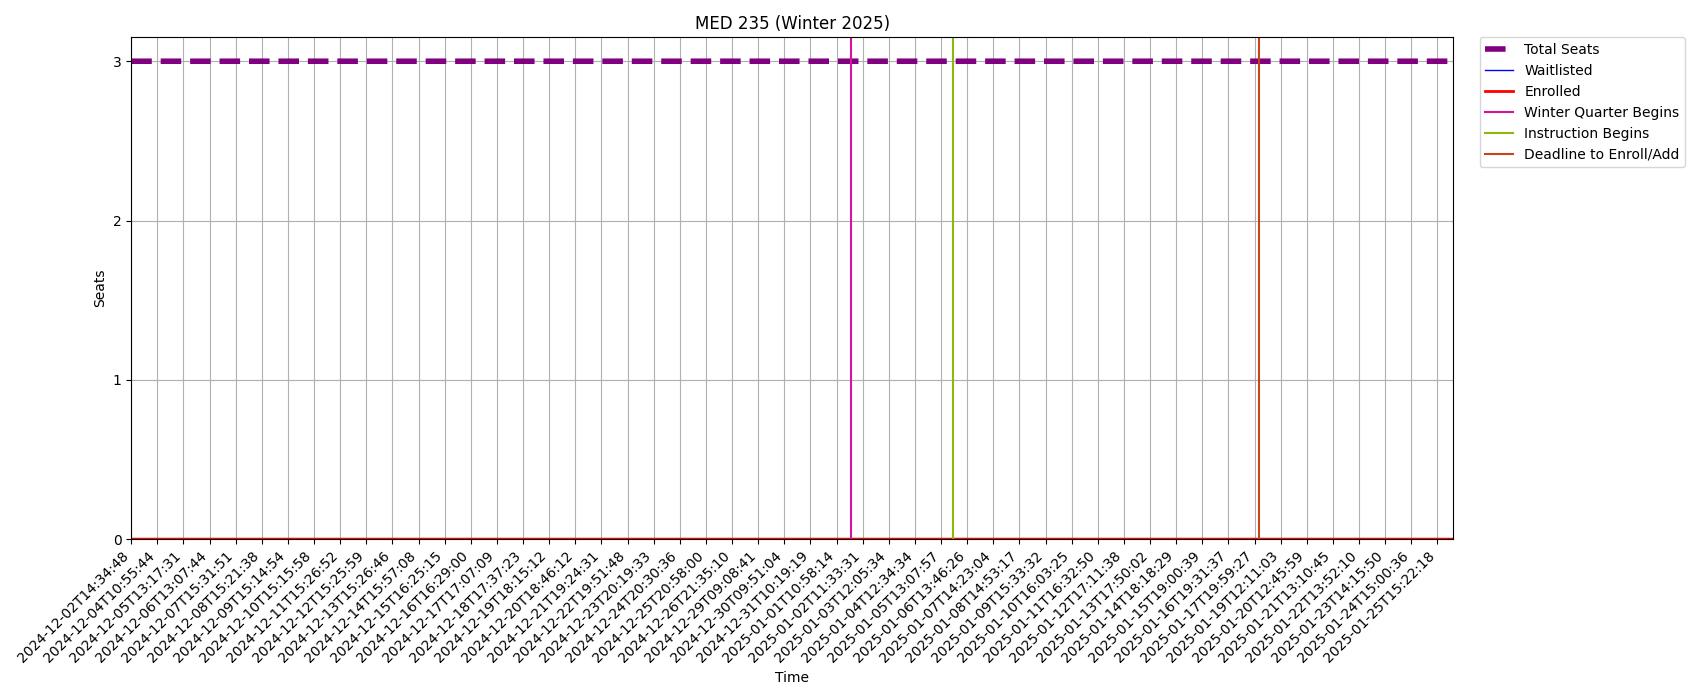 MED 235 (Winter 2025)
Total Seats
Waitlisted
Enrolled
Winter Quarter Begins
Instruction Begins
Deadline to Enroll/Add
Seats
3
2
1
0
2024-12-02T14:34:48
2024-12-04T10:55:44
2024-12-05T13:17:31
2024-12-06T13:07:44
2024-12-07T15:31:51
2024-12-08T15:21:38
2024-12-09T15:14:54
2024-12-10T15:15:58
2024-12-11T15:26:52
2024-12-12T15:25:59
2024-12-13T15:26:46
2024-12-14T15:57:08
2024-12-15T16:25:15
2024-12-16T16:29:00
2024-12-17T17:07:09
2024-12-18T17:37:23
2024-12-19T18:15:12
2024-12-20T18:46:12
2024-12-21T19:24:31
2024-12-22T19:51:48
2024-12-23T20:19:33
2024-12-24T20:30:36
2024-12-25T20:58:00
2024-12-26T21:35:10
2024-12-29T09:08:41
2024-12-30T09:51:04
2024-12-31T10:19:19
2025-01-01T10:58:14
2025-01-02T11:33:31
2025-01-03T12:05:34
2025-01-04T12:34:34
2025-01-05T13:07:57
2025-01-06T13:46:26
2025-01-07T14:23:04
2025-01-08T14:53:17
2025-01-09T15:33:32
2025-01-10T16:03:25
2025-01-11T16:32:50
2025-01-12T17:11:38
2025-01-13T17:50:02
2025-01-14T18:18:29
2025-01-15T19:00:39
2025-01-16T19:31:37
2025-01-17T19:59:27
2025-01-19T12:11:03
2025-01-20T12:45:59
2025-01-21T13:10:45
2025-01-22T13:52:10
2025-01-23T14:15:50
2025-01-24T15:00:36
2025-01-25T15:22:18
Time